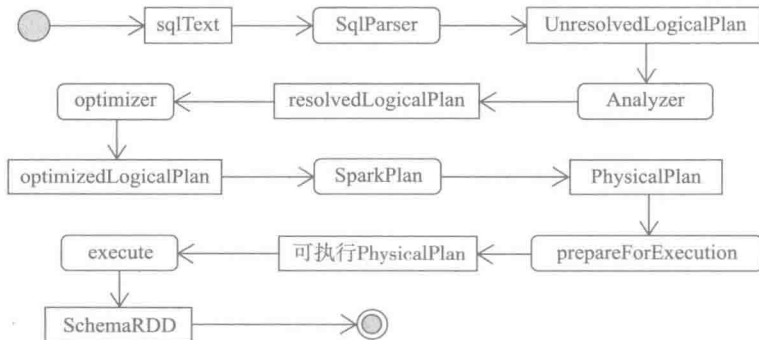 sqlText SqlParser UnresolvedLogicalPlan
optimizer resolvedLogicalPlan Analyzer
optimizedLogicalPlan SparkPlan PhysicalPlan
execute 可执行PhysicalPlan prepareForExecution
SchemaRDD